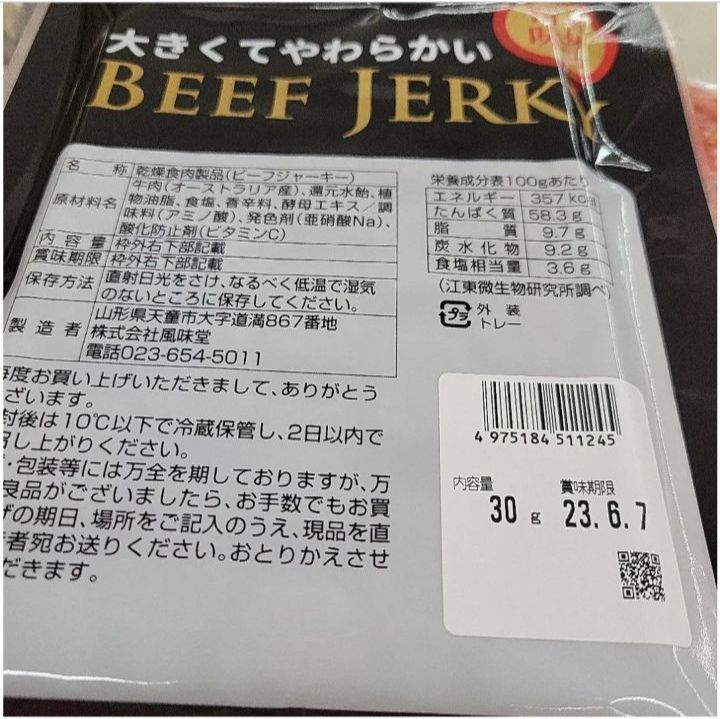 大きくてやわらかい
BEEF JERKY
名称 乾燥食肉製品(ビーフジャーキー)
原材料名 牛肉(オーストラリア産)、還元水飴、植
物油脂、食塩、香辛料、酵母エキス/調
味料(アミノ酸)、発色剤(亜硝酸Na)、
酸化防止剤(ビタミンC)
内容量 枠外右下部記載
賞味期限 枠外右下部記載
保存方法 直射日光をさけ、なるべく低温で湿気
のないところに保存してください。
製造者 山形県天童市大字道満867番地
株式会社風味堂
電話023-654-5011
栄養成分表100gあたり
エネルギー 357 kcal
たんぱく質 58.3 g
脂質 9.7 g
炭水化物 9.2 g
食塩相当量 3.6 g
(江東微生物研究所調べ)
プラ 外装
トレー
毎度お買い上げいただきまして、ありがとう
ございます。
封後は10℃以下で冷蔵保管し、2日以内で
召し上がりください。
・包装等には万全を期しておりますが、万
良品がございましたら、お手数でもお買
げの期日、場所をご記入のうえ、現品を直
者宛お送りください。おとりかえさせ
だきます。
4 975184 511245
内容量 賞味期限
30 g 23. 6. 7